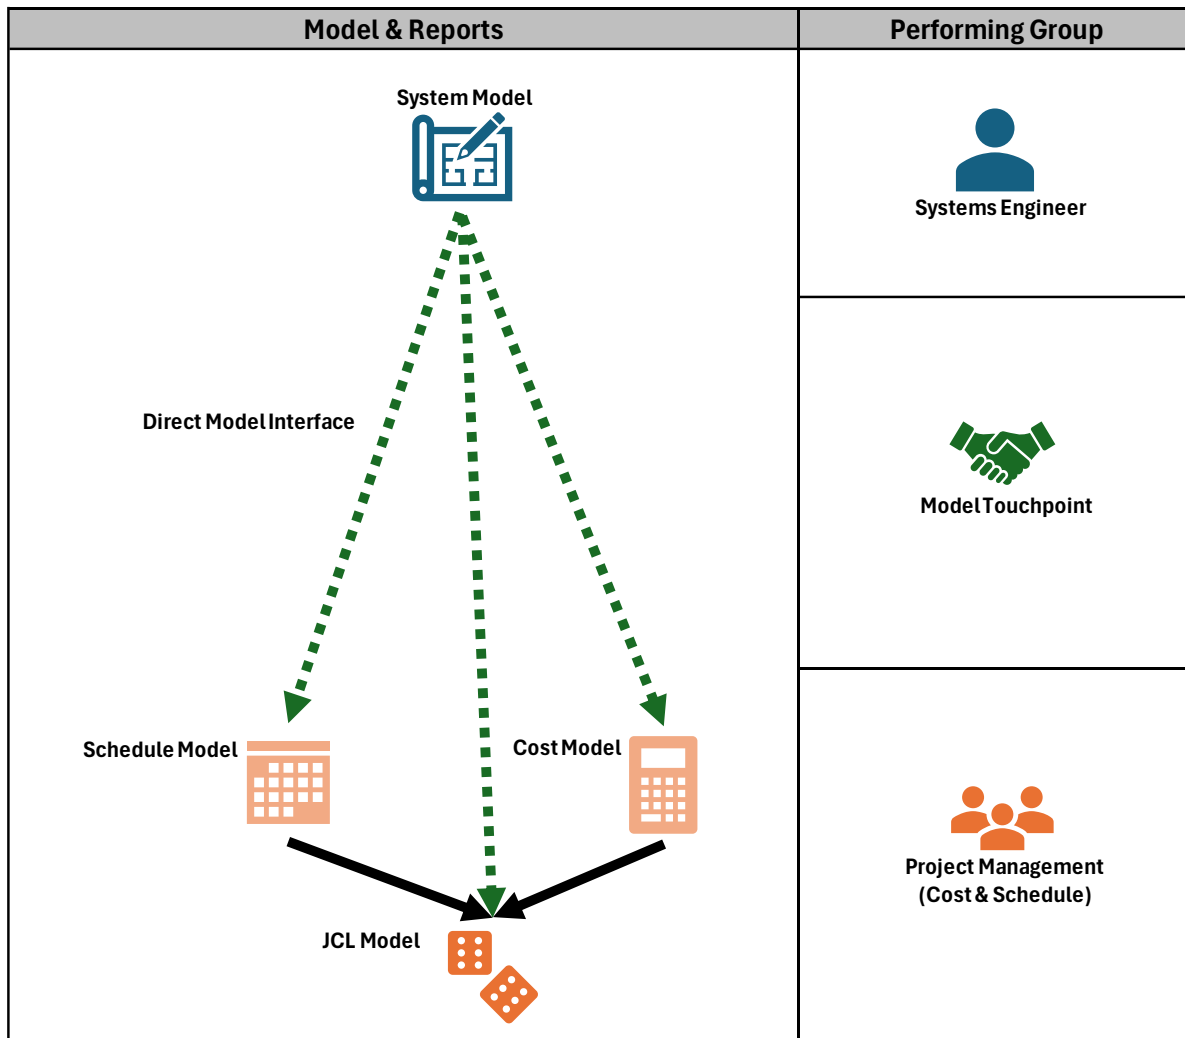 Model & Reports
Performing Group
System Model
Systems Engineer
Direct Model Interface
Model Touchpoint
Schedule Model
Cost Model
Project Management
(Cost & Schedule)
JCL Model